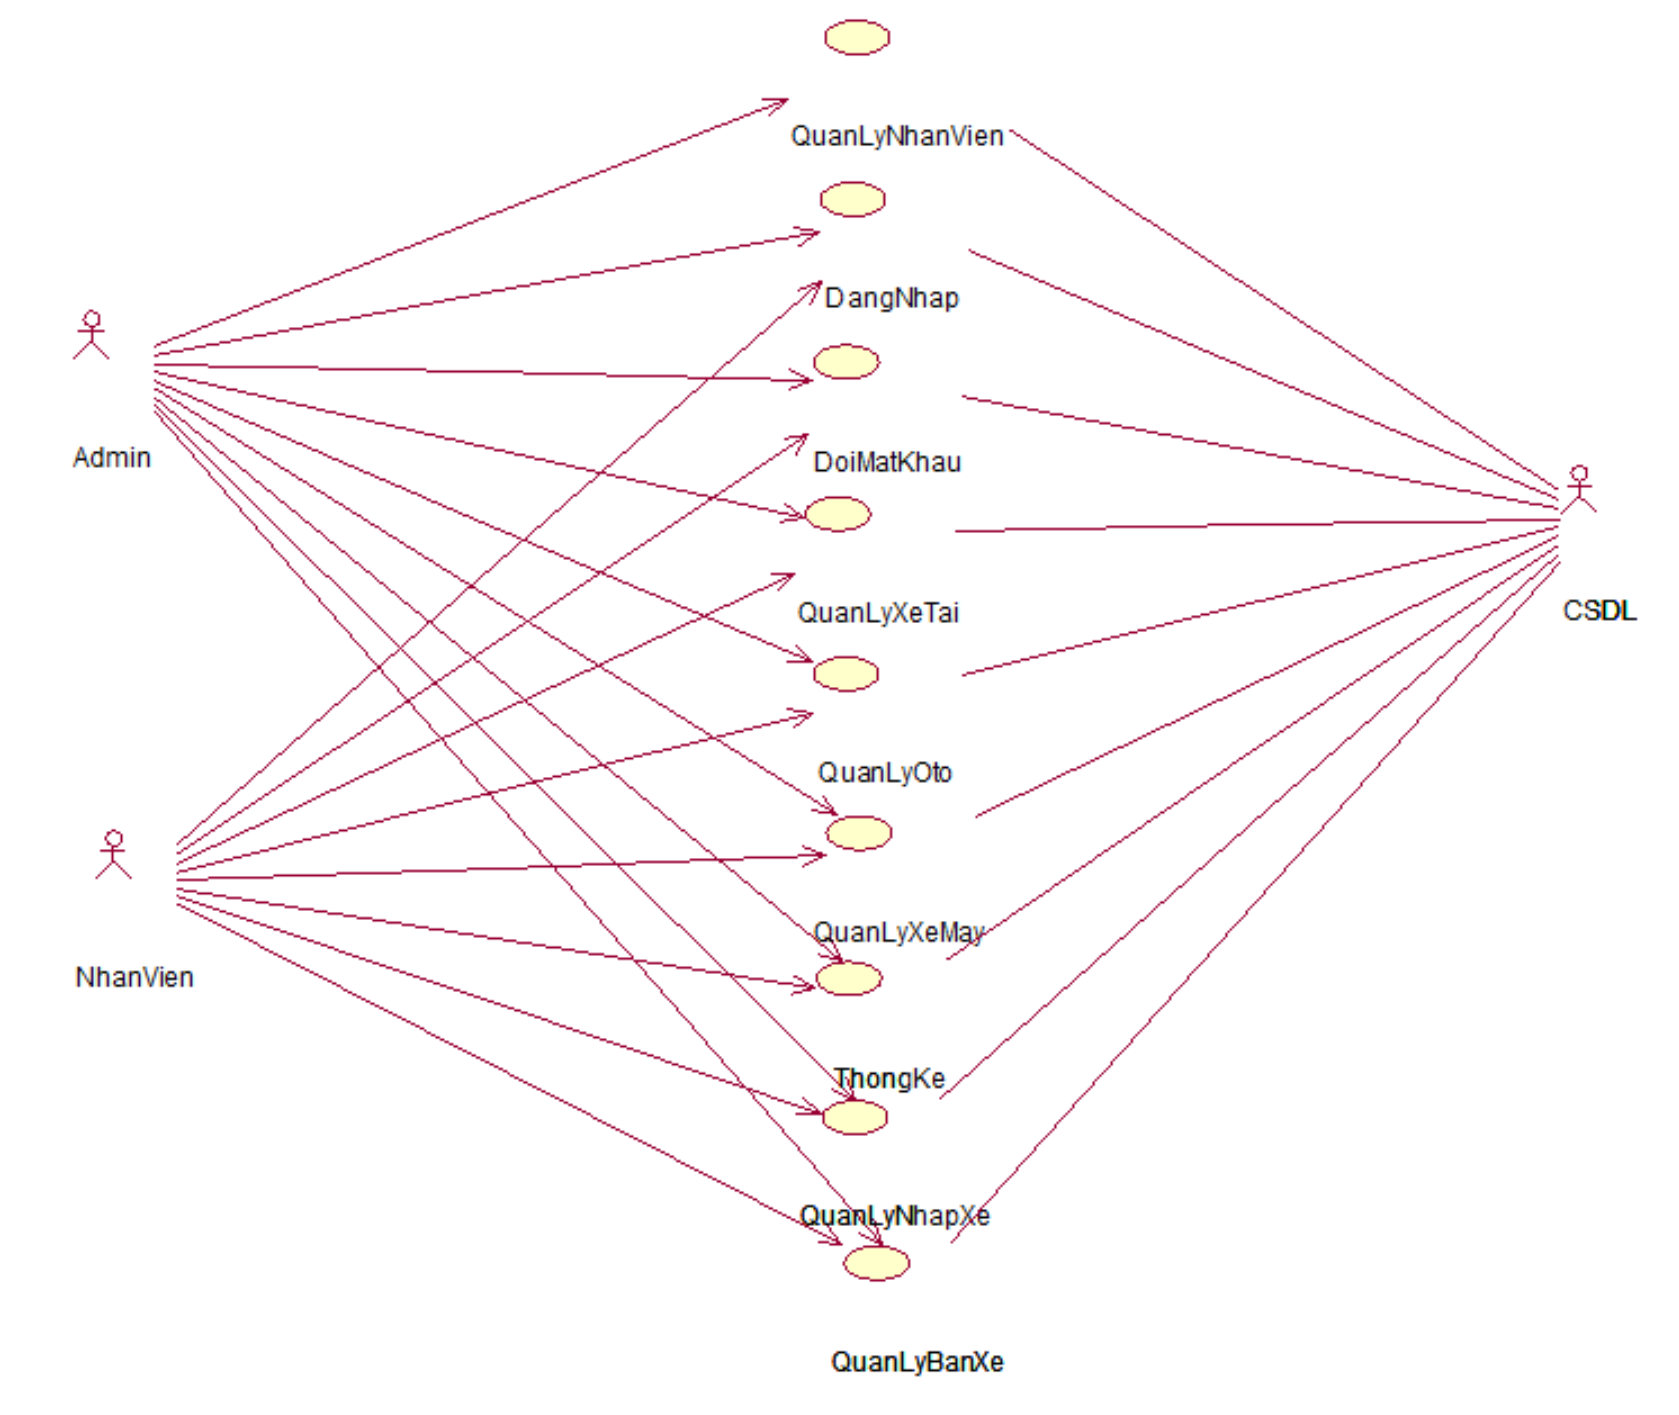 QuanLyNhanVien
DangNhap
Admin
DoiMatKhau
QuanLyXeTai
CSDL
QuanLyOto
QuanLyXeMay
NhanVien
ThongKe
QuanLyNhapXe
QuanLyBanXe